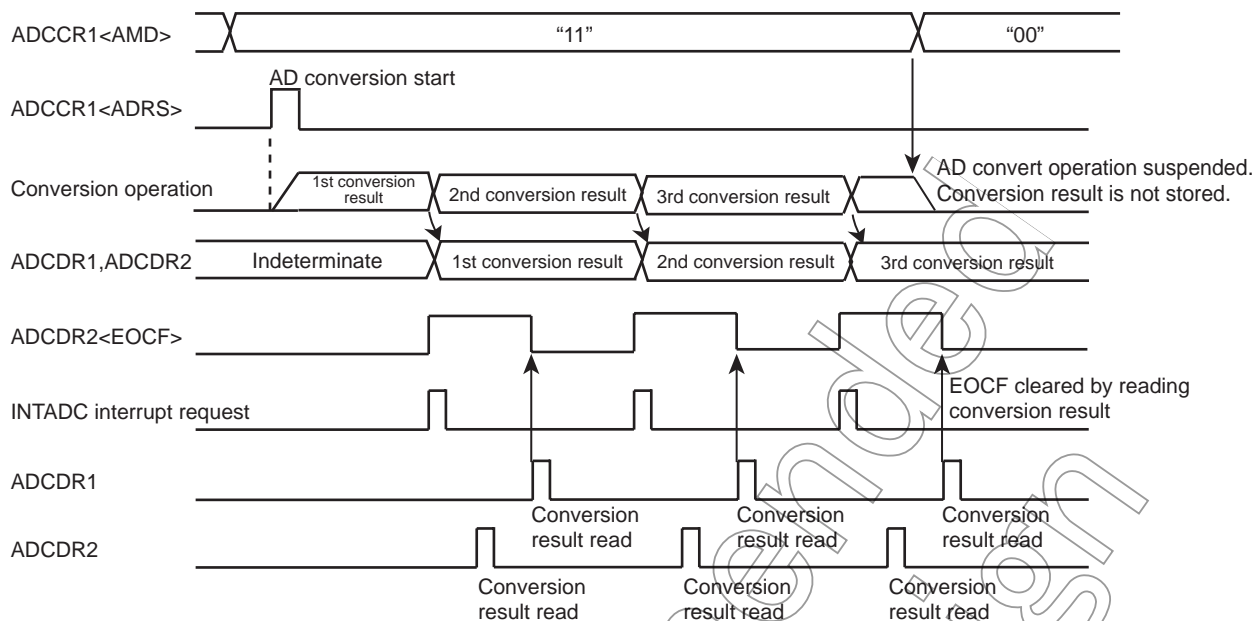 ADCCR1<AMD>
“11”
“00”
AD conversion start
ADCCR1<ADRS>
AD convert operation suspended.
Conversion result is not stored.
Conversion operation
1st conversion
result
2nd conversion result
3rd conversion result
ADCDR1,ADCDR2
Indeterminate
1st conversion result
2nd conversion result
3rd conversion result
ADCDR2<EOCF>
EOCF cleared by reading
conversion result
INTADC interrupt request
ADCDR1
Conversion
result read
Conversion
result read
Conversion
result read
ADCDR2
Conversion
result read
Conversion
result read
Conversion
result read